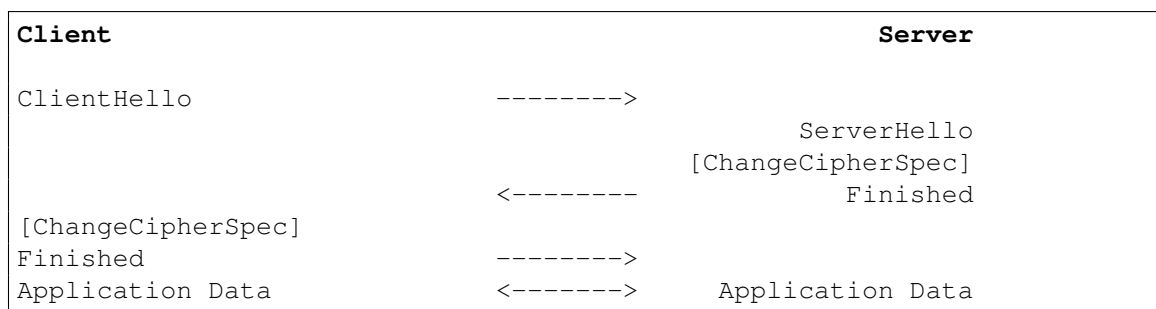 Client Server
ClientHello -------->
ServerHello
[ChangeCipherSpec]
<-------- Finished
[ChangeCipherSpec]
Finished -------->
Application Data <-------> Application Data